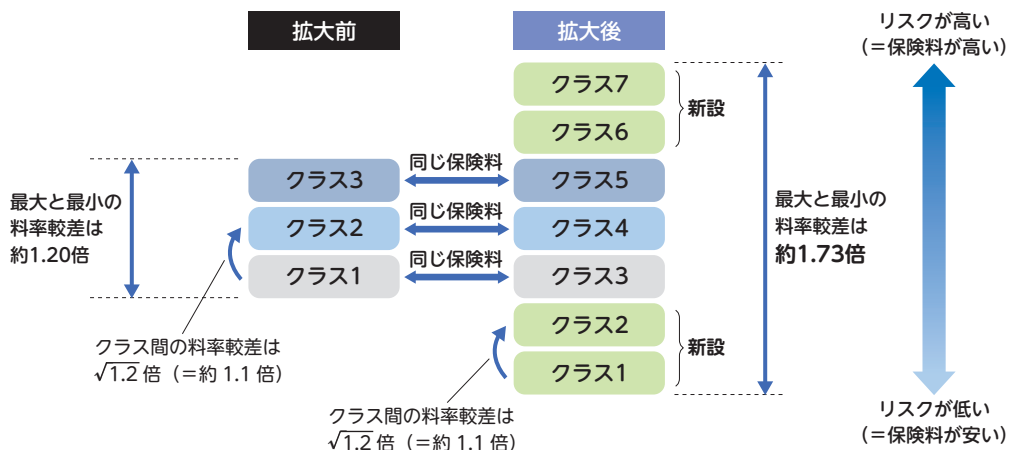 拡大前
拡大後
リスクが高い
(=保険料が高い)
クラス7
クラス6
新設
クラス3
同じ保険料
クラス5
クラス2
同じ保険料
クラス4
クラス1
同じ保険料
クラス3
最大と最小の
料率較差は
約1.20倍
最大と最小の
料率較差は
約1.73倍
クラス2
クラス1
新設
クラス間の料率較差は
√1.2 倍(=約 1.1 倍)
クラス間の料率較差は
√1.2 倍(=約 1.1 倍)
リスクが低い
(=保険料が安い)